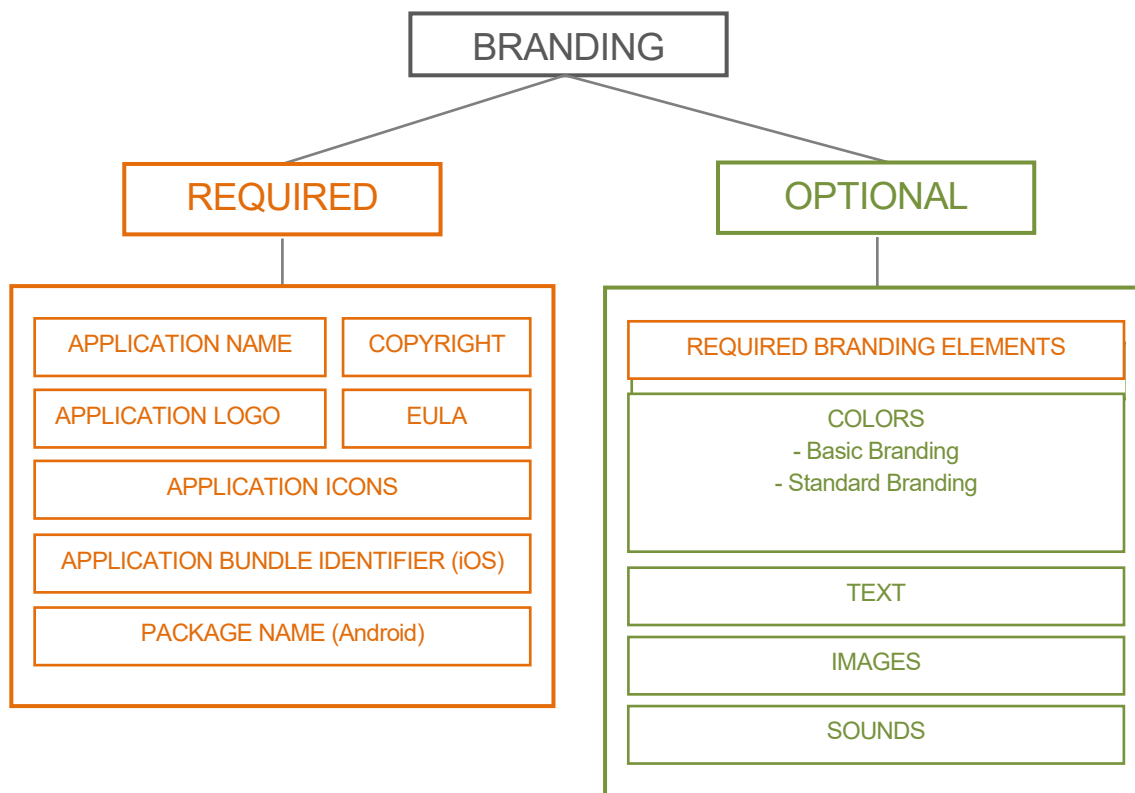 BRANDING
REQUIRED
OPTIONAL
APPLICATION NAME
COPYRIGHT
APPLICATION LOGO
EULA
APPLICATION ICONS
APPLICATION BUNDLE IDENTIFIER (iOS)
PACKAGE NAME (Android)
REQUIRED BRANDING ELEMENTS
COLORS
- Basic Branding
- Standard Branding
TEXT
IMAGES
SOUNDS